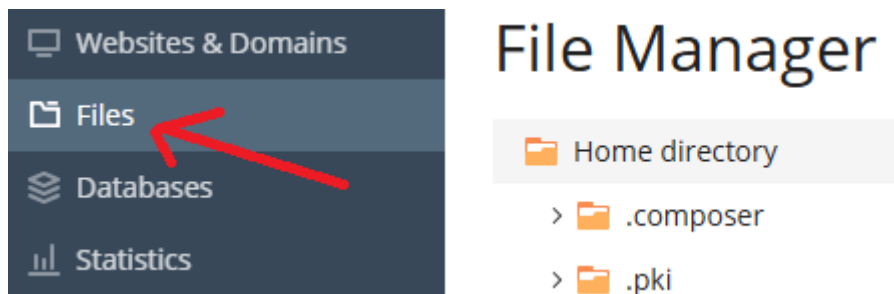 Websites & Domains
Files
Databases
Statistics
File Manager
Home directory
.composer
.pki